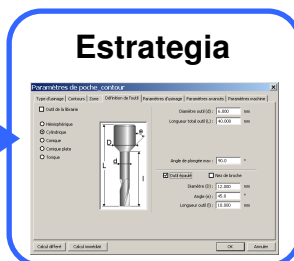 Estrategia
Paramètres de poche_contour
Type d'usinage Contours Zone Définition de l'outil Paramètres d'usinage Paramètres avancés Paramètres machine
Outil de la librairie
Diamètre outil (d) : 6.000 mm
Longueur total outil (L) : 40.000 mm
Hémisphérique
Cylindrique
Conique
Conique plate
Torique
D
e
L
d
l
Angle de plongée max : 90.0 °
Outil épaulé Nez de broche
Diamètre (D) : 12.000 mm
Angle (e) : 45.0 °
Longueur outil (l) : 18.000 mm
Calcul différé Calcul immédiat OK Annuler